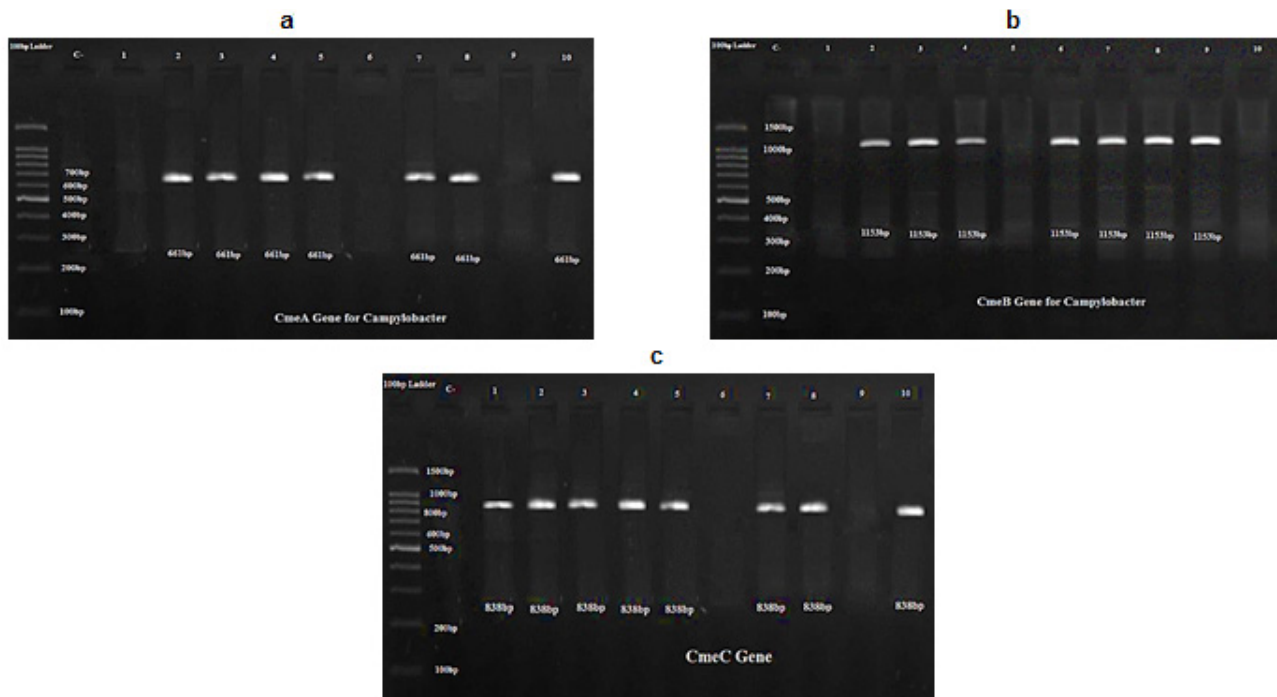 a
100bp Ladder C- 1 2 3 4 5 6 7 8 9 10
700bp
600bp
500bp
400bp
300bp
200bp
100bp
661bp 661bp 661bp 661bp 661bp 661bp 661bp
CmeA Gene for Campylobacter
b
100bp Ladder C- 1 2 3 4 5 6 7 8 9 10
1500bp
1000bp
500bp
400bp
300bp
200bp
100bp
1153bp 1153bp 1153bp 1153bp 1153bp 1153bp 1153bp
CmeB Gene for Campylobacter
c
100bp Ladder C- 1 2 3 4 5 6 7 8 9 10
1500bp
1000bp
800bp
600bp
500bp
200bp
100bp
838bp 838bp 838bp 838bp 838bp 838bp 838bp 838bp
CmeC Gene